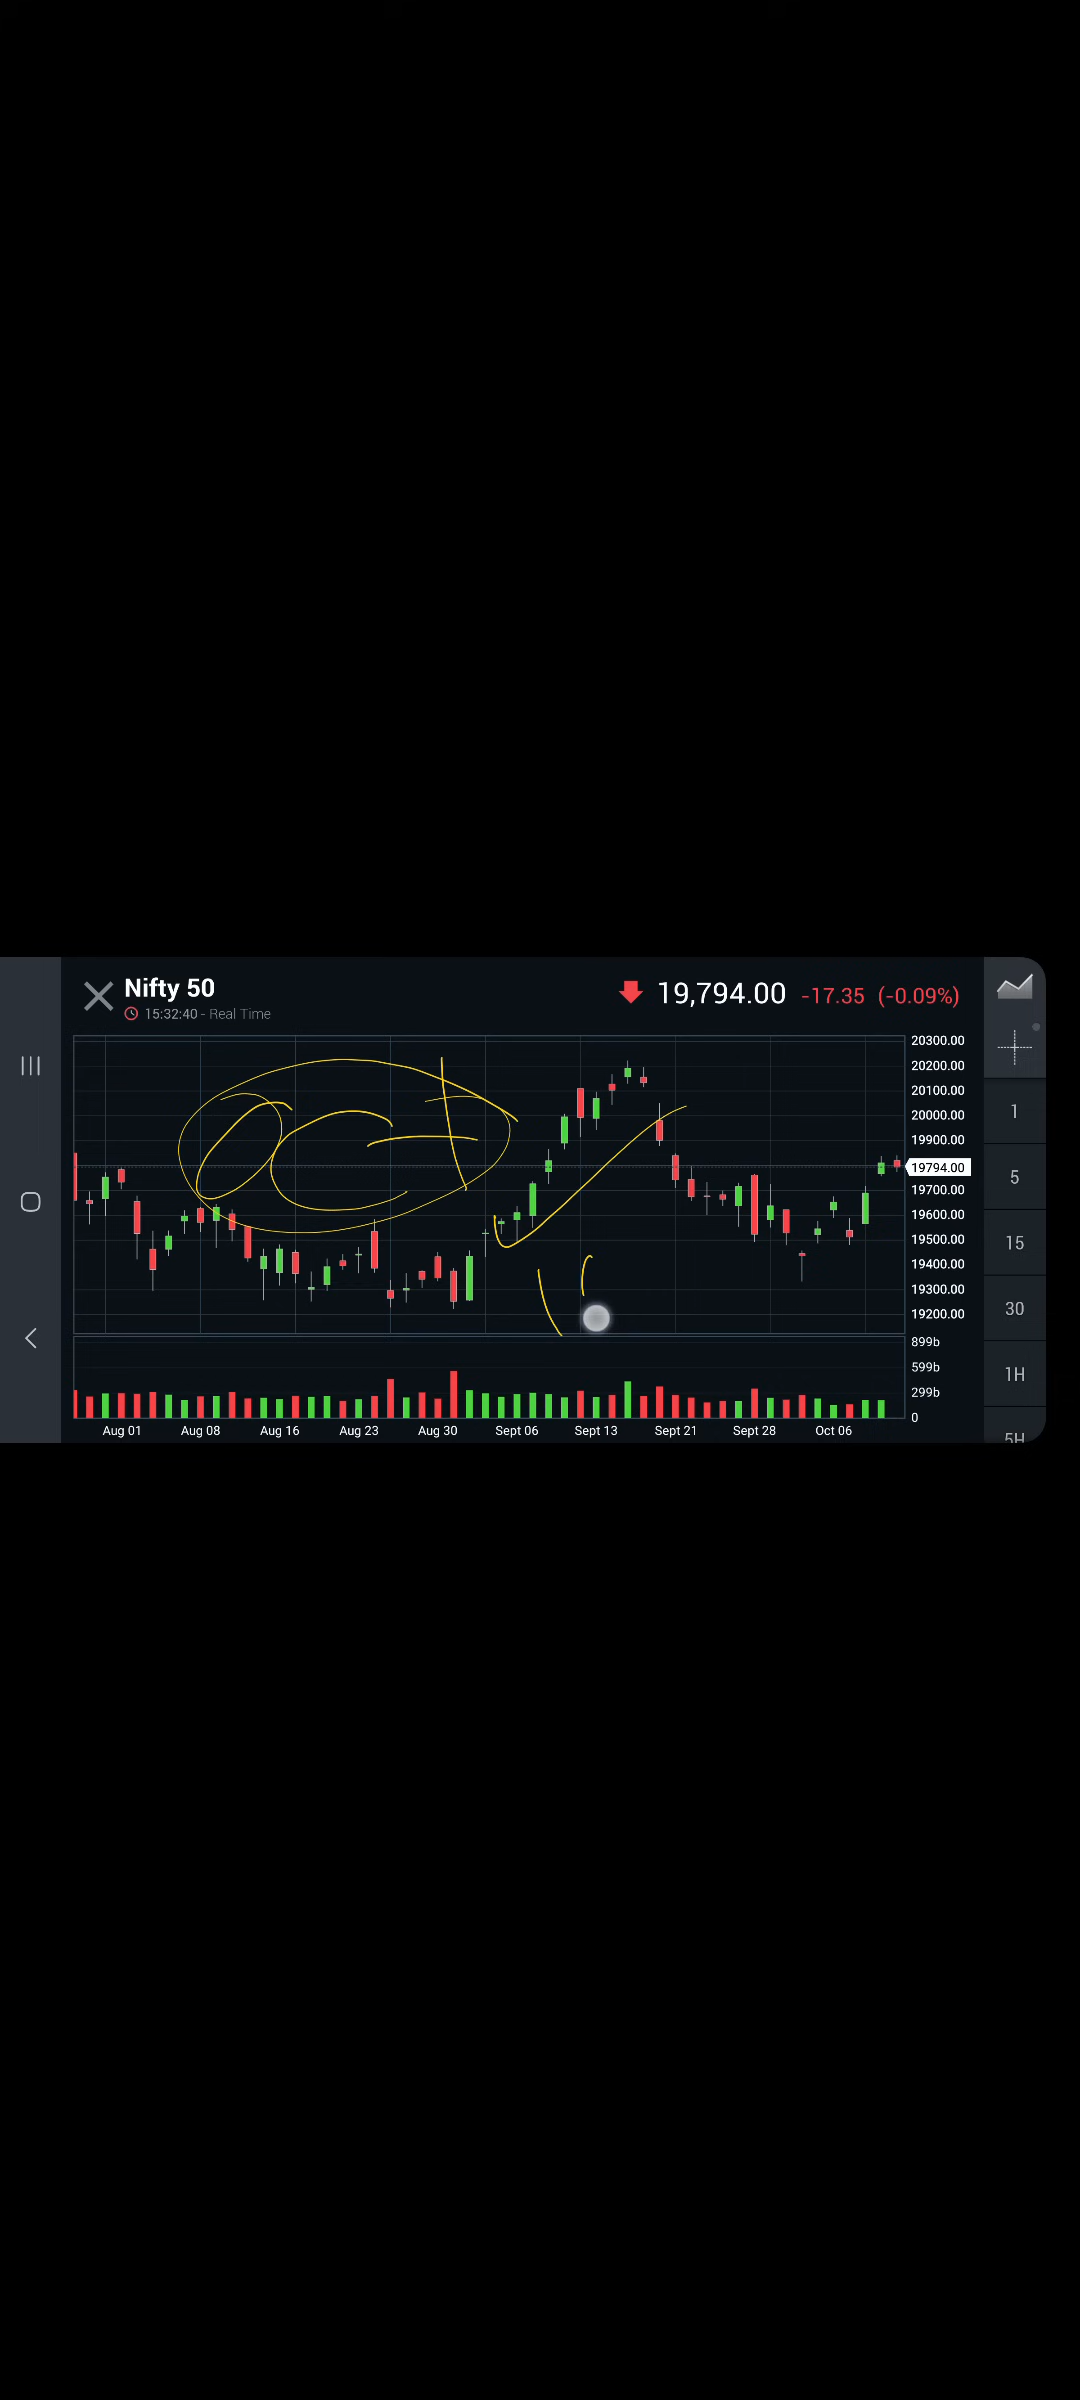 Nifty 50
19,794.00 -17.35 (-0.09%)
15:32:40 - Real Time
oct
20300.00
20200.00
20100.00
20000.00
19900.00
19794.00
19700.00
19600.00
19500.00
19400.00
19300.00
19200.00
899b
599b
299b
0
Aug 01 Aug 08 Aug 16 Aug 23 Aug 30 Sept 06 Sept 13 Sept 21 Sept 28 Oct 06
1
5
15
30
1H
5H